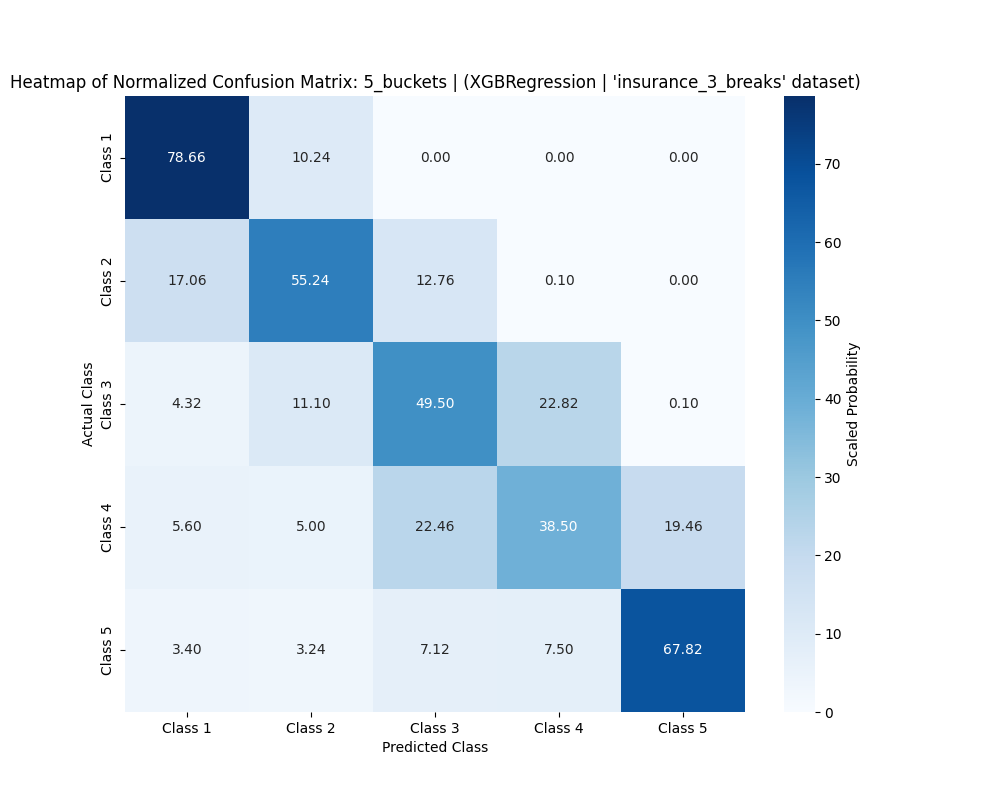 Heatmap of Normalized Confusion Matrix: 5_buckets | (XGBRegression | 'insurance_3_breaks' dataset)
Actual Class
Class 1
78.66 10.24 0.00 0.00 0.00
Class 2
17.06 55.24 12.76 0.10 0.00
Class 3
4.32 11.10 49.50 22.82 0.10
Class 4
5.60 5.00 22.46 38.50 19.46
Class 5
3.40 3.24 7.12 7.50 67.82
Class 1 Class 2 Class 3 Class 4 Class 5
Predicted Class
70
60
50
40
30
20
10
0
Scaled Probability